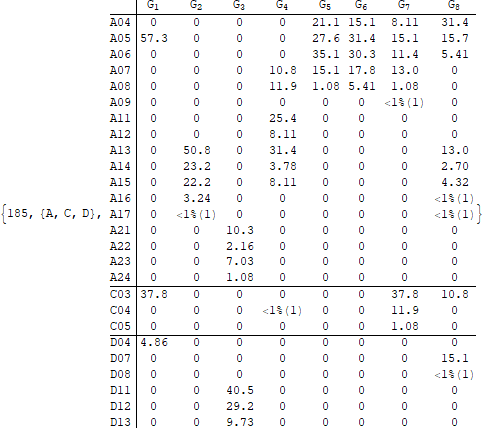 G1 G2 G3 G4 G5 G6 G7 G8
A04 0 0 0 0 21.1 15.1 8.11 31.4
A05 57.3 0 0 0 27.6 31.4 15.1 15.7
A06 0 0 0 0 35.1 30.3 11.4 5.41
A07 0 0 0 10.8 15.1 17.8 13.0 0
A08 0 0 0 11.9 1.08 5.41 1.08 0
A09 0 0 0 0 0 0 <1%(1) 0
A11 0 0 0 25.4 0 0 0 0
A12 0 0 0 8.11 0 0 0 0
A13 0 50.8 0 31.4 0 0 0 13.0
A14 0 23.2 0 3.78 0 0 0 2.70
A15 0 22.2 0 8.11 0 0 0 4.32
A16 0 3.24 0 0 0 0 0 <1%(1)
{185, {A, C, D}, A17 0 <1%(1) 0 0 0 0 0 <1%(1)}
A21 0 0 10.3 0 0 0 0 0
A22 0 0 2.16 0 0 0 0 0
A23 0 0 7.03 0 0 0 0 0
A24 0 0 1.08 0 0 0 0 0
C03 37.8 0 0 0 0 0 37.8 10.8
C04 0 0 0 <1%(1) 0 0 11.9 0
C05 0 0 0 0 0 0 1.08 0
D04 4.86 0 0 0 0 0 0 0
D07 0 0 0 0 0 0 0 15.1
D08 0 0 0 0 0 0 0 <1%(1)
D11 0 0 40.5 0 0 0 0 0
D12 0 0 29.2 0 0 0 0 0
D13 0 0 9.73 0 0 0 0 0